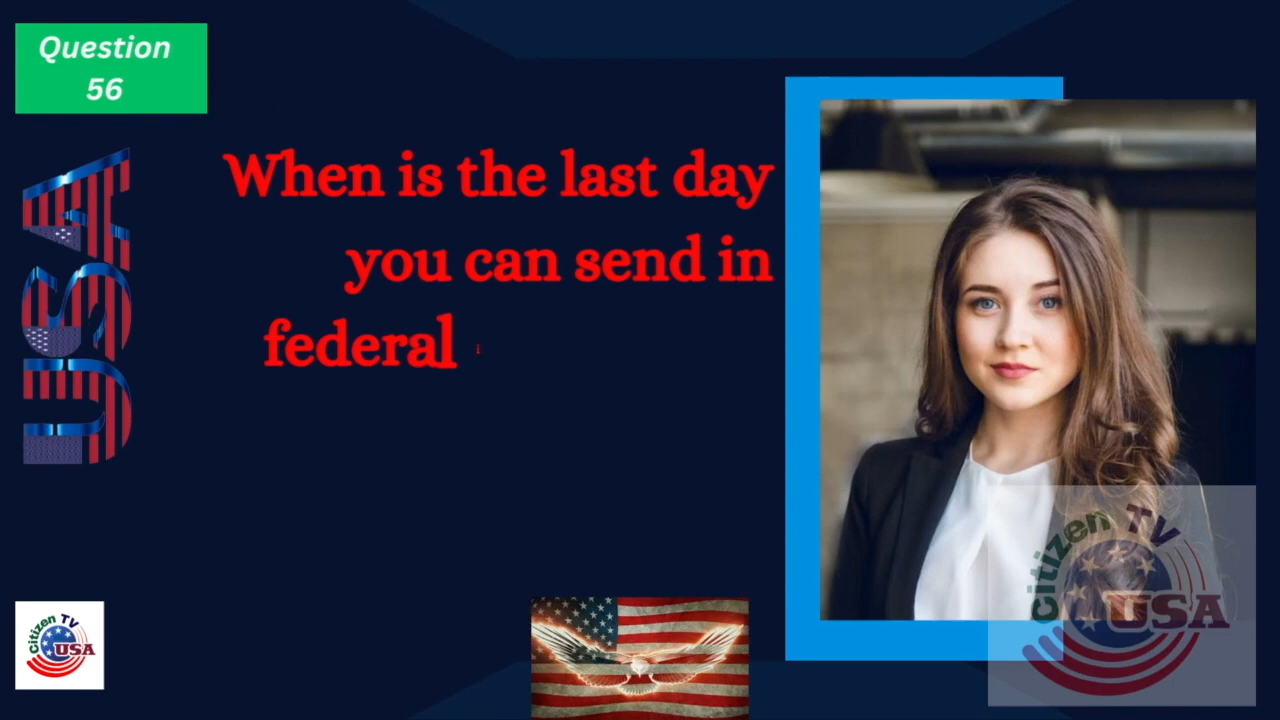 Question
56
USA
When is the last day
you can send in
federal i
Citizen TV
USA
Citizen TV
USA